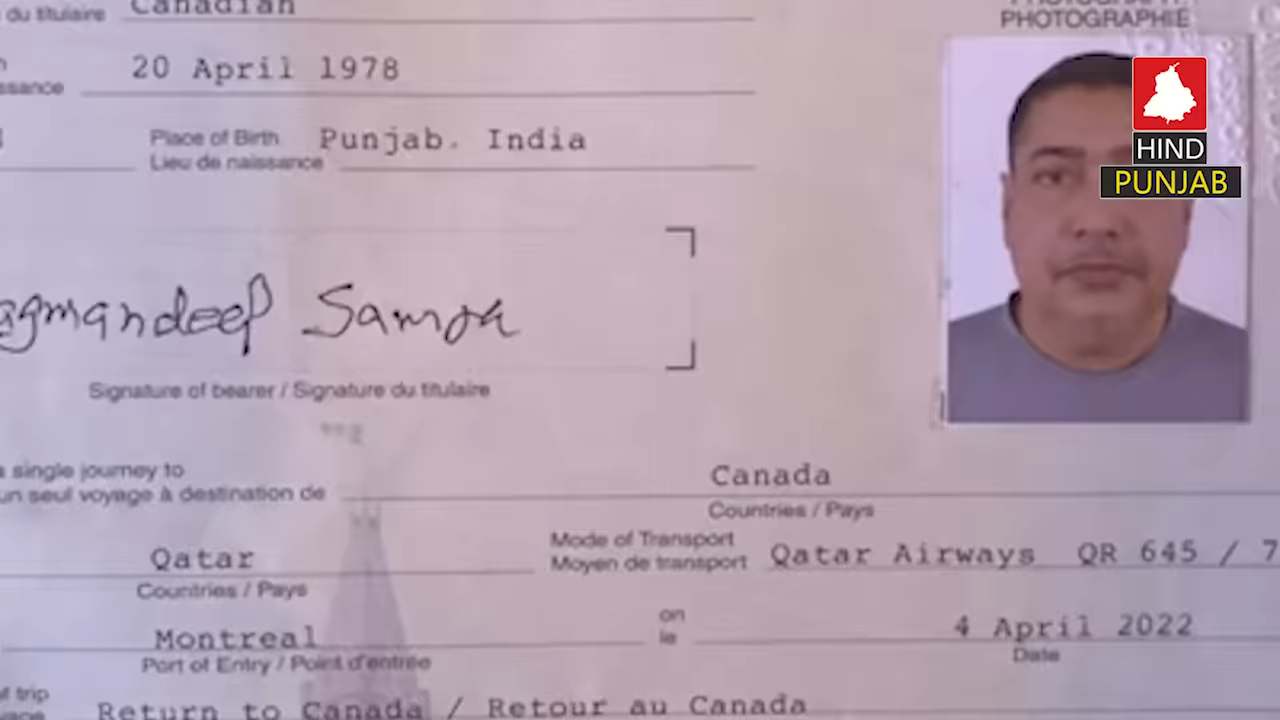 du titulaire Canadian
PHOTOGRAPHIE
20 April 1978
HIND
PUNJAB
Place of Birth Punjab. India
Lieu de naissance
agmandeep Samra
Signature of bearer / Signature du titulaire
single journey to
un seul voyage à destination de
Canada
Countries / Pays
Qatar
Mode of Transport
Moyen de transport Qatar Airways QR 645 / 7
Countries / Pays
on
le
Montreal
4 April 2022
Port of Entry / Point d'entrée
Date
trip
Return to Canada / Retour au Canada